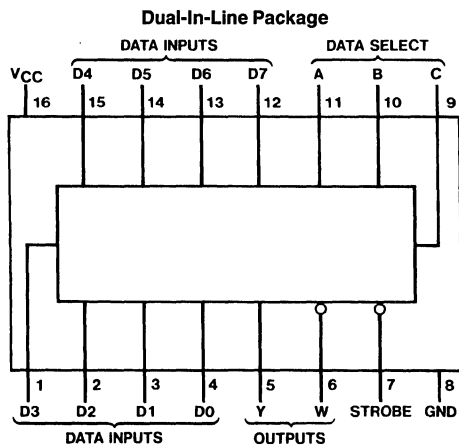 Dual-In-Line Package
DATA INPUTS DATA SELECT
VCC D4 D5 D6 D7 A B C
16 15 14 13 12 11 10 9
1 2 3 4 5 6 7 8
D3 D2 D1 D0 Y W STROBE GND
DATA INPUTS OUTPUTS